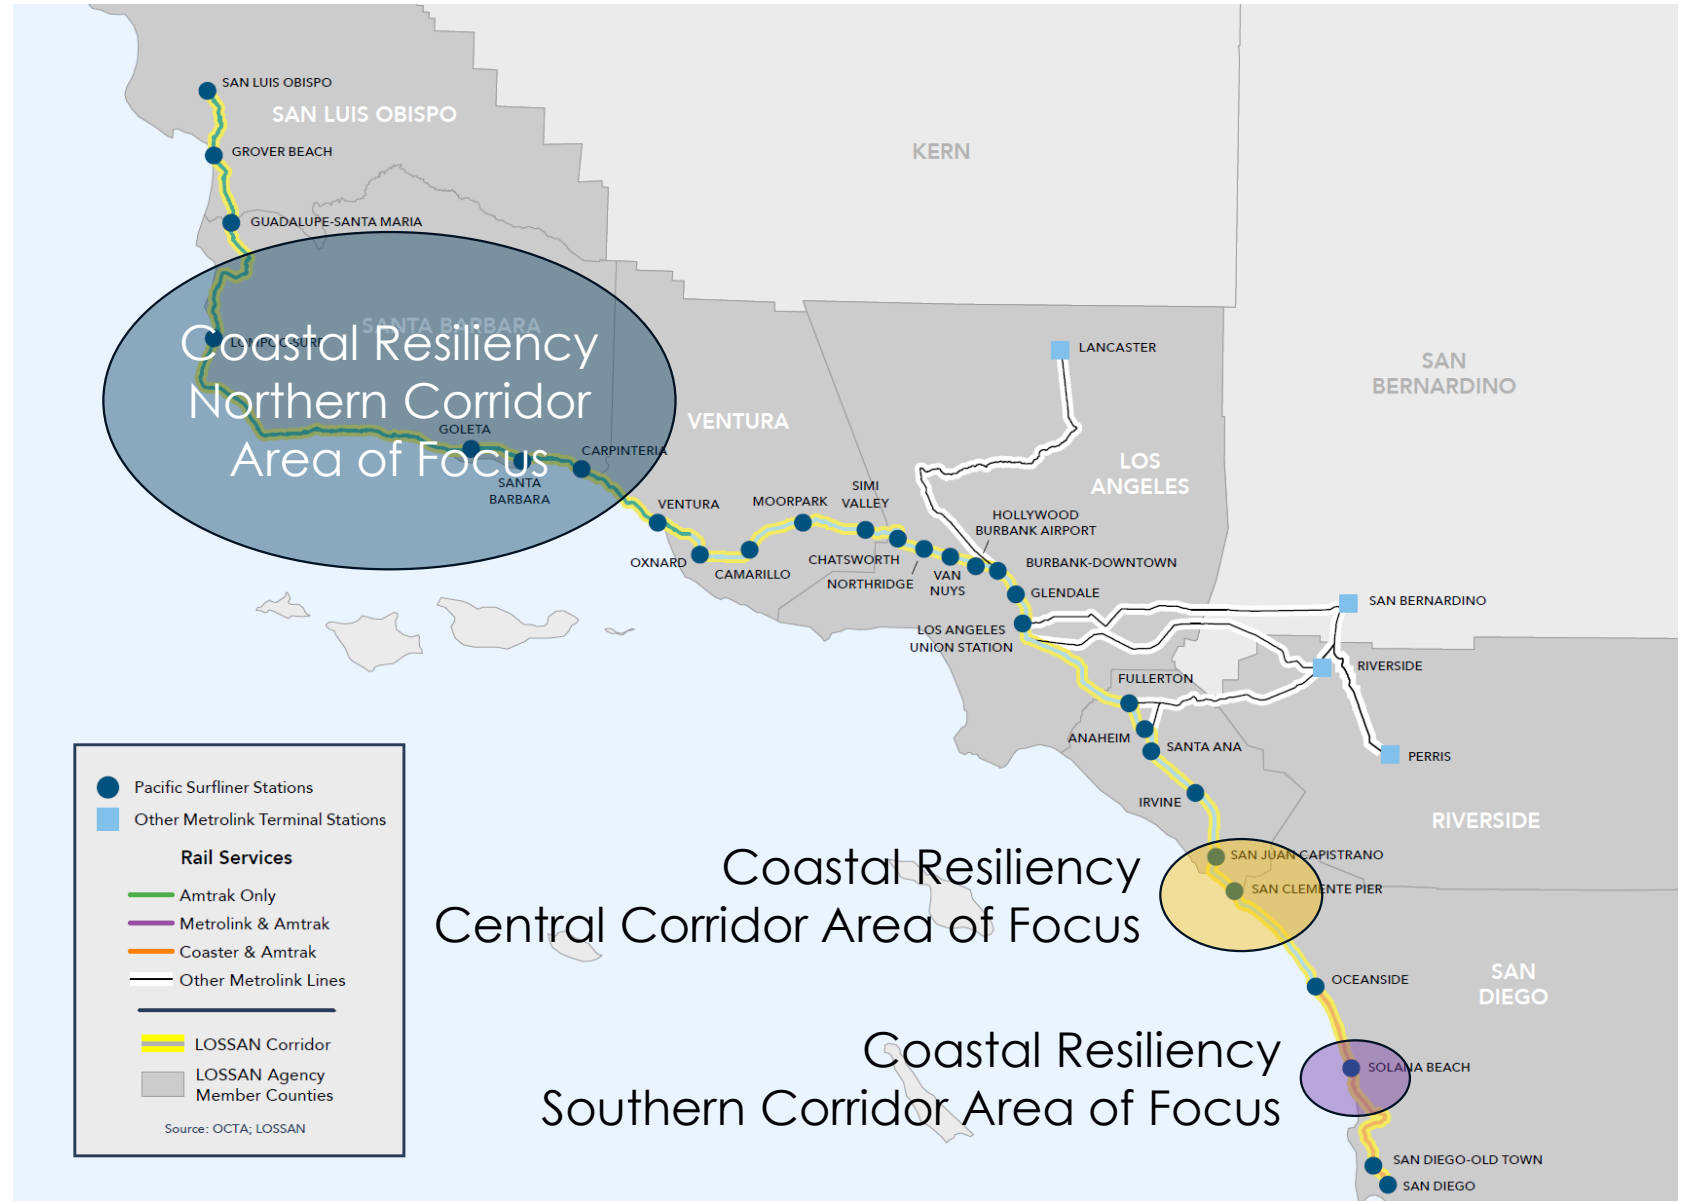 SAN LUIS OBISPO
SAN LUIS OBISPO
GROVER BEACH
KERN
GUADALUPE-SANTA MARIA
SANTA BARBARA
Coastal Resiliency
LOMPOC-SURF
Northern Corridor
Area of Focus
GOLETA
SANTA
BARBARA
CARPINTERIA
VENTURA
LANCASTER
SAN
BERNARDINO
LOS
ANGELES
VENTURA
OXNARD
CAMARILLO
MOORPARK
SIMI
VALLEY
CHATSWORTH
NORTHRIDGE
VAN
NUYS
HOLLYWOOD
BURBANK AIRPORT
BURBANK-DOWNTOWN
GLENDALE
LOS ANGELES
UNION STATION
SAN BERNARDINO
RIVERSIDE
FULLERTON
ANAHEIM
SANTA ANA
PERRIS
IRVINE
RIVERSIDE
SAN JUAN CAPISTRANO
SAN CLEMENTE PIER
Coastal Resiliency
Central Corridor Area of Focus
OCEANSIDE
SAN
DIEGO
Coastal Resiliency
Southern Corridor Area of Focus
SOLANA BEACH
SAN DIEGO-OLD TOWN
SAN DIEGO
Pacific Surfliner Stations
Other Metrolink Terminal Stations
Rail Services
Amtrak Only
Metrolink & Amtrak
Coaster & Amtrak
Other Metrolink Lines
LOSSAN Corridor
LOSSAN Agency
Member Counties
Source: OCTA; LOSSAN